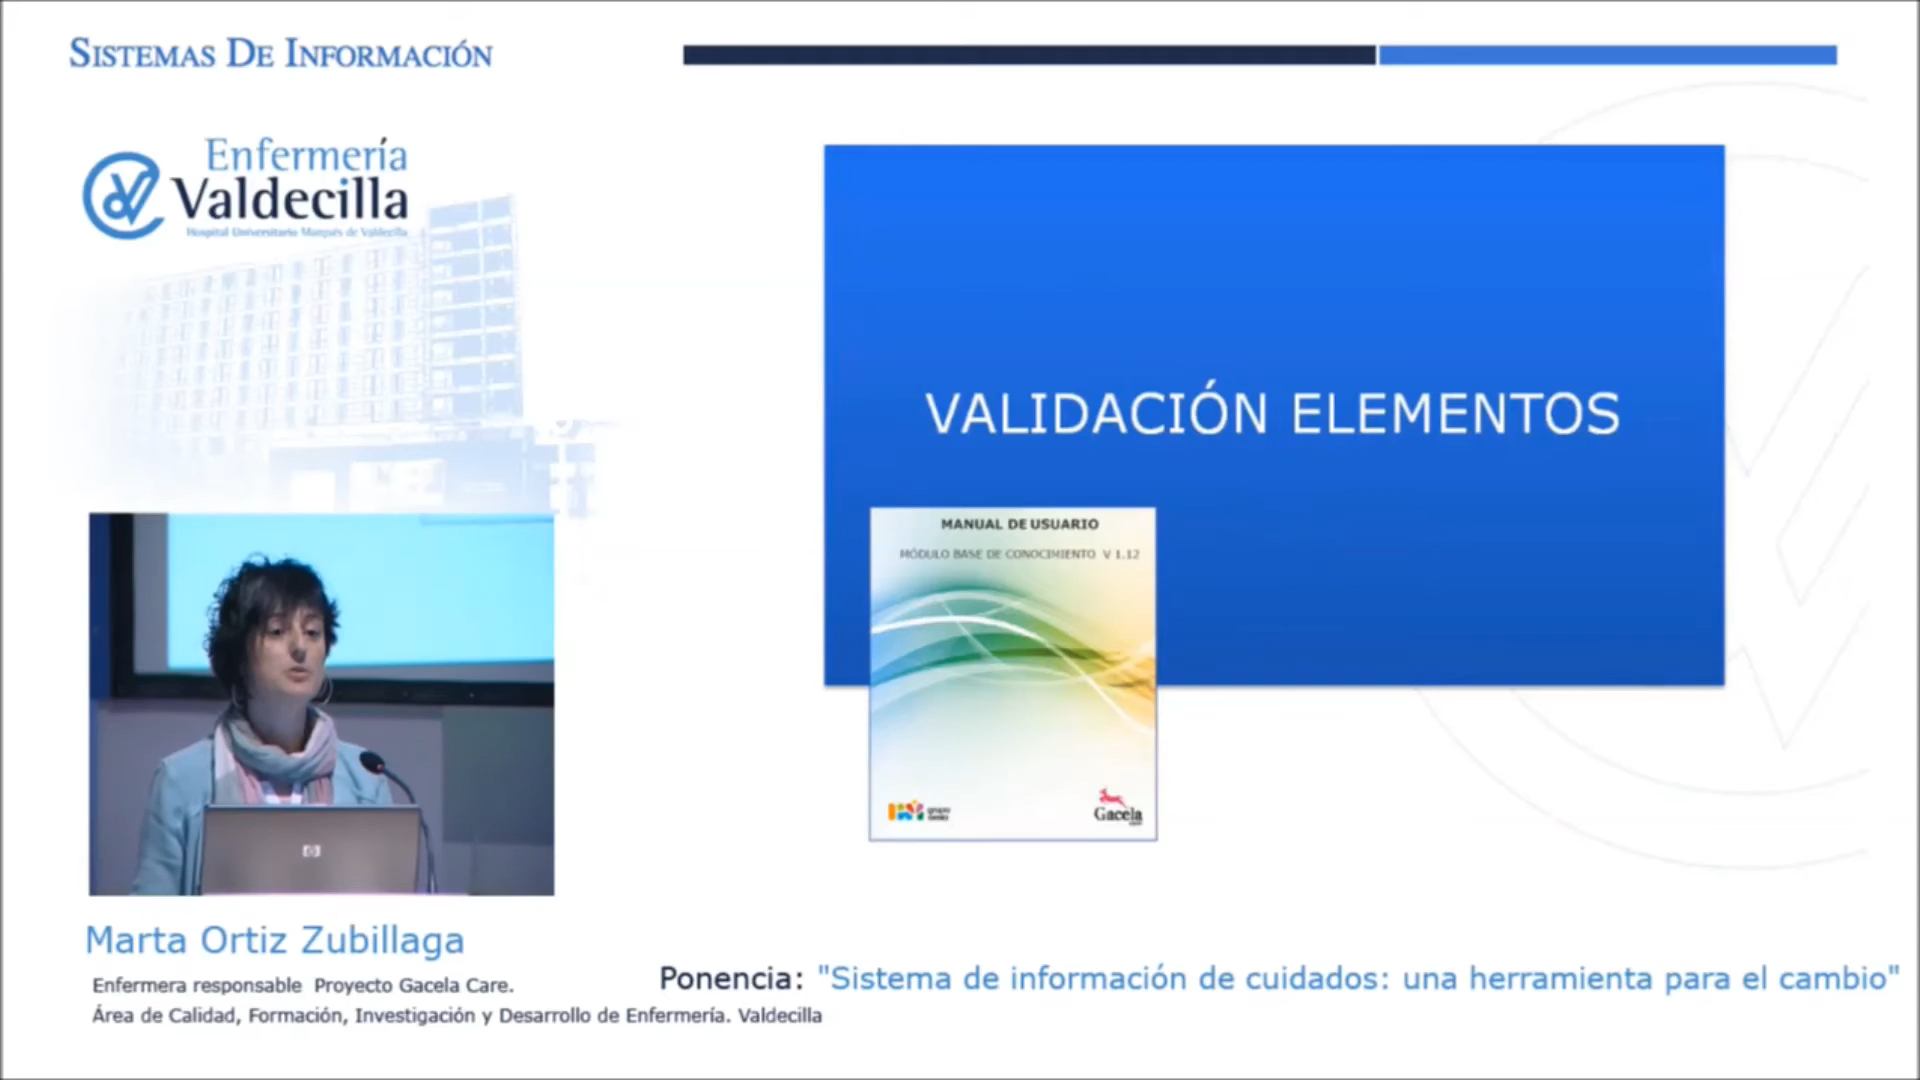 SISTEMAS DE INFORMACIÓN
Enfermería
Valdecilla
Hospital Universitario Marqués de Valdecilla
VALIDACIÓN ELEMENTOS
MANUAL DE USUARIO
MÓDULO BASE DE CONOCIMIENTO V 1.12
grupo
Gacela
hp
Marta Ortiz Zubillaga
Enfermera responsable Proyecto Gacela Care.
Área de Calidad, Formación, Investigación y Desarrollo de Enfermería. Valdecilla
Ponencia: "Sistema de información de cuidados: una herramienta para el cambio"